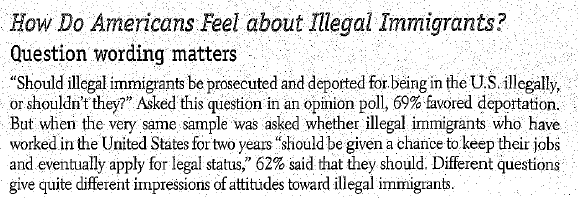 How Do Americans Feel about Illegal Immigrants?
Question wording matters
“Should illegal immigrants be prosecuted and deported for being in the U.S. illegally,
or shouldn’t they?” Asked this question in an opinion poll, 69% favored deportation.
But when the very same sample was asked whether illegal immigrants who have
worked in the United States for two years “should be given a chance to keep their jobs
and eventually apply for legal status,” 62% said that they should. Different questions
give quite different impressions of attitudes toward illegal immigrants.